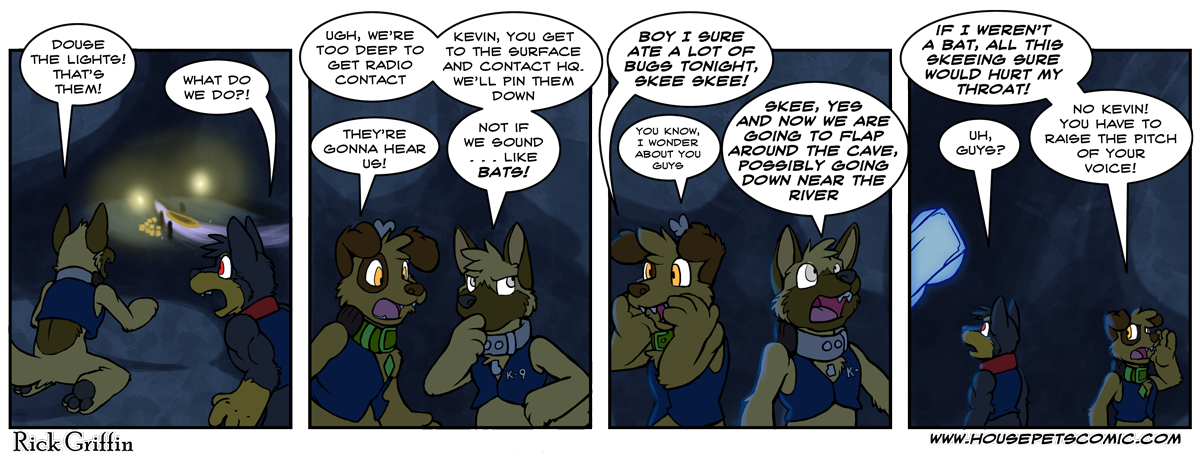 DOUSE
THE LIGHTS!
THAT'S
THEM!
WHAT DO
WE DO?!
UGH, WE'RE
TOO DEEP TO
GET RADIO
CONTACT
KEVIN, YOU GET
TO THE SURFACE
AND CONTACT HQ.
WE'LL PIN THEM
DOWN
THEY'RE
GONNA HEAR
US!
NOT IF
WE SOUND
. . . LIKE
BATS!
K-9
BOY I SURE
ATE A LOT OF
BUGS TONIGHT,
SKEE SKEE!
YOU KNOW,
I WONDER
ABOUT YOU
GUYS
SKEE, YES
AND NOW WE ARE
GOING TO FLAP
AROUND THE CAVE,
POSSIBLY GOING
DOWN NEAR THE
RIVER
K-
IF I WEREN'T
A BAT, ALL THIS
SKEEING SURE
WOULD HURT MY
THROAT!
UH,
GUYS?
NO KEVIN!
YOU HAVE TO
RAISE THE PITCH
OF YOUR
VOICE!
Rick Griffin
WWW.HOUSEPETSCOMIC.COM